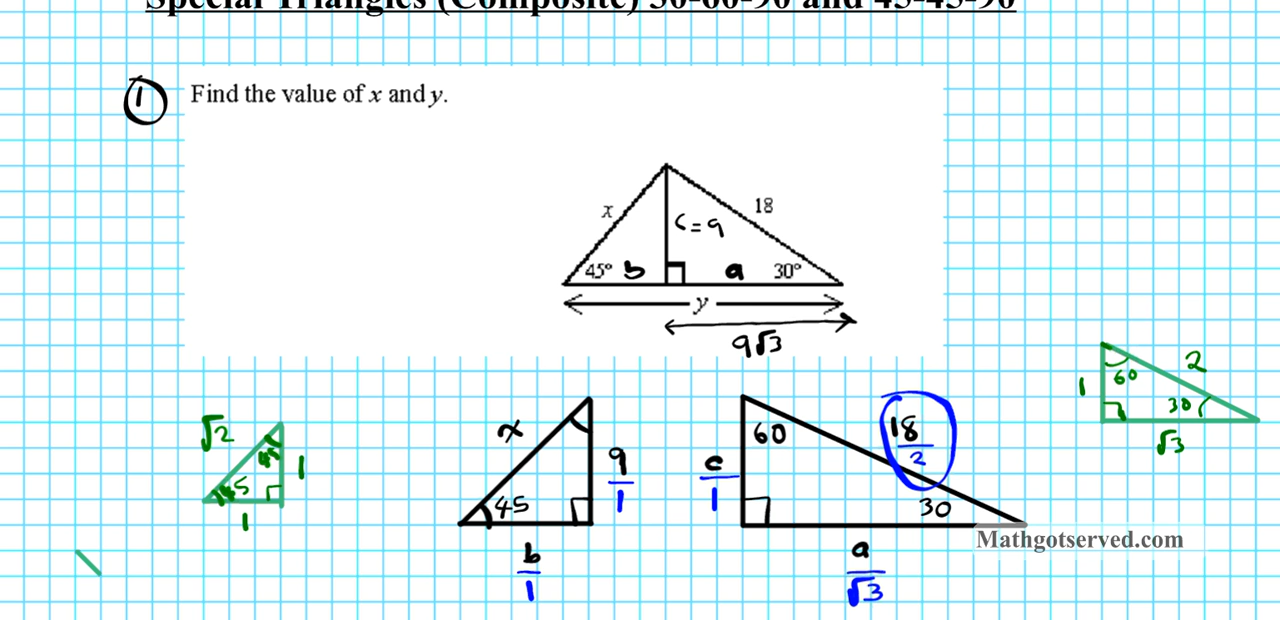 Special Triangles (Composite) 30-60-90 and 45-45-90
1 Find the value of x and y.
x
c = 9
18
45° b a 30°
y
9√3
√2 45 45 1 1
x 45 9/1 b/1
60 c/1 18/2 30 a/√3
1 60 2 30 √3
Mathgotserved.com